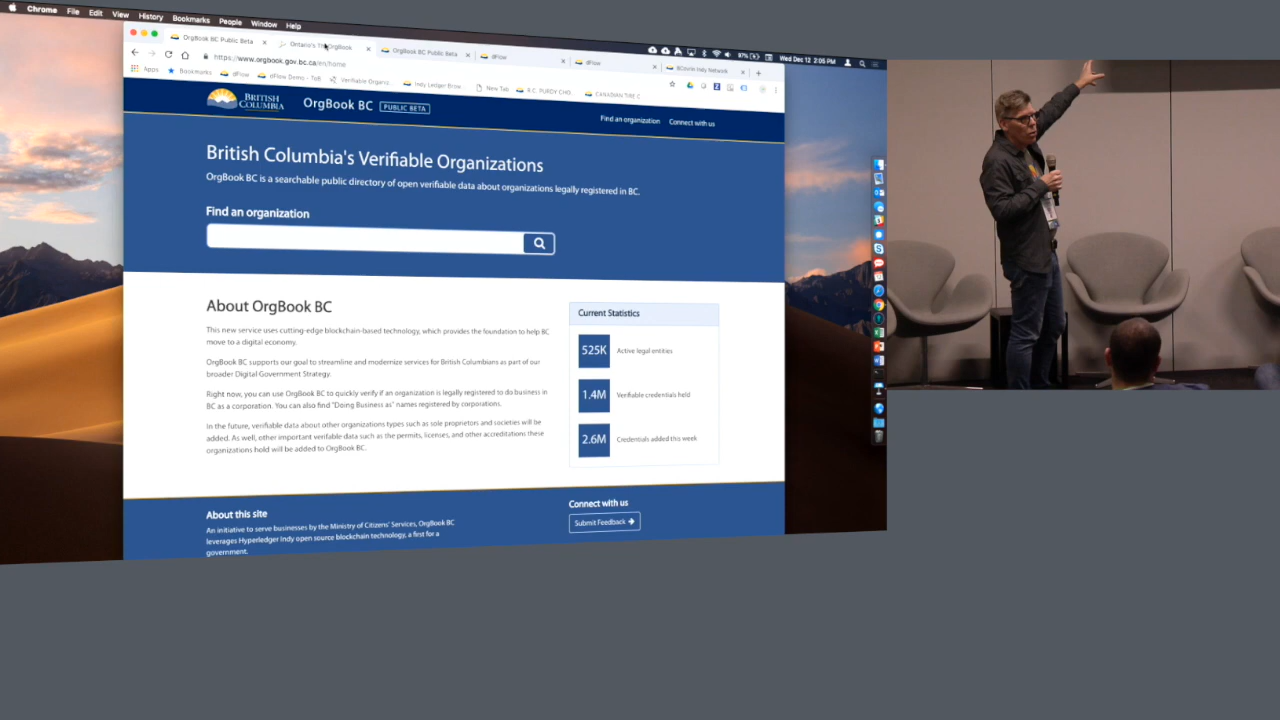 Chrome File Edit View History Bookmarks People Window Help
97% Wed Dec 12 2:05 PM
OrgBook BC Public Beta
OrgBook BC Public Beta
dFlow
dFlow
https://www.orgbook.gov.bc.ca/en/home
Apps Bookmarks dFlow dFlow Demo - ToB Verifiable Organiz Indy Ledger Brow New Tab B.C. PURDY CHO CANADIAN TIRE C
BRITISH COLUMBIA
OrgBook BC PUBLIC BETA
Find an organization Connect with us
British Columbia's Verifiable Organizations
OrgBook BC is a searchable public directory of open verifiable data about organizations legally registered in BC.
Find an organization
About OrgBook BC
This new service uses cutting-edge blockchain-based technology, which provides the foundation to help BC
move to a digital economy.
OrgBook BC supports our goal to streamline and modernize services for British Columbians as part of our
broader Digital Government Strategy.
Right now, you can use OrgBook BC to quickly verify if an organization is legally registered to do business in
BC as a corporation. You can also find "Doing Business as" names registered by corporations.
In the future, verifiable data about other organizations types such as sole proprietors and societies will be
added. As well, other important verifable data such as the permits, licenses, and other accreditations these
organizations hold will be added to OrgBook BC.
Current Statistics
525K Active legal entities
1.4M Verifiable credentials held
2.6M Credentials added this week
About this site
An initiative to serve businesses by the Ministry of Citizens' Services, OrgBook BC
leverages Hyperledger Indy open source blockchain technology, a first for a
government.
Connect with us
Submit Feedback